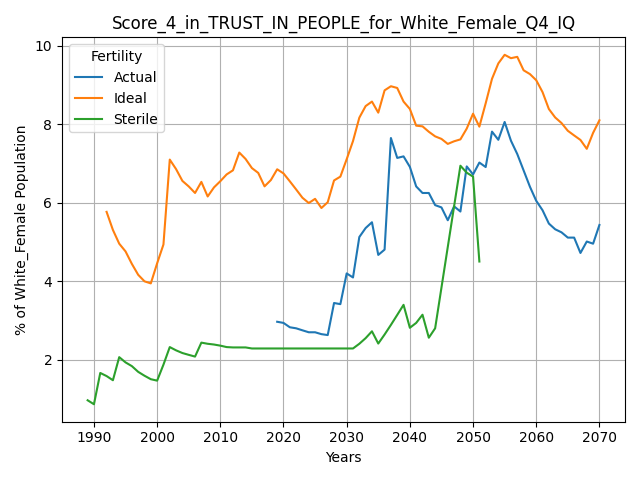 Score_4_in_TRUST_IN_PEOPLE_for_White_Female_Q4_IQ
Fertility
Actual
Ideal
Sterile
% of White_Female Population
10
8
6
4
2
1990 2000 2010 2020 2030 2040 2050 2060 2070
Years